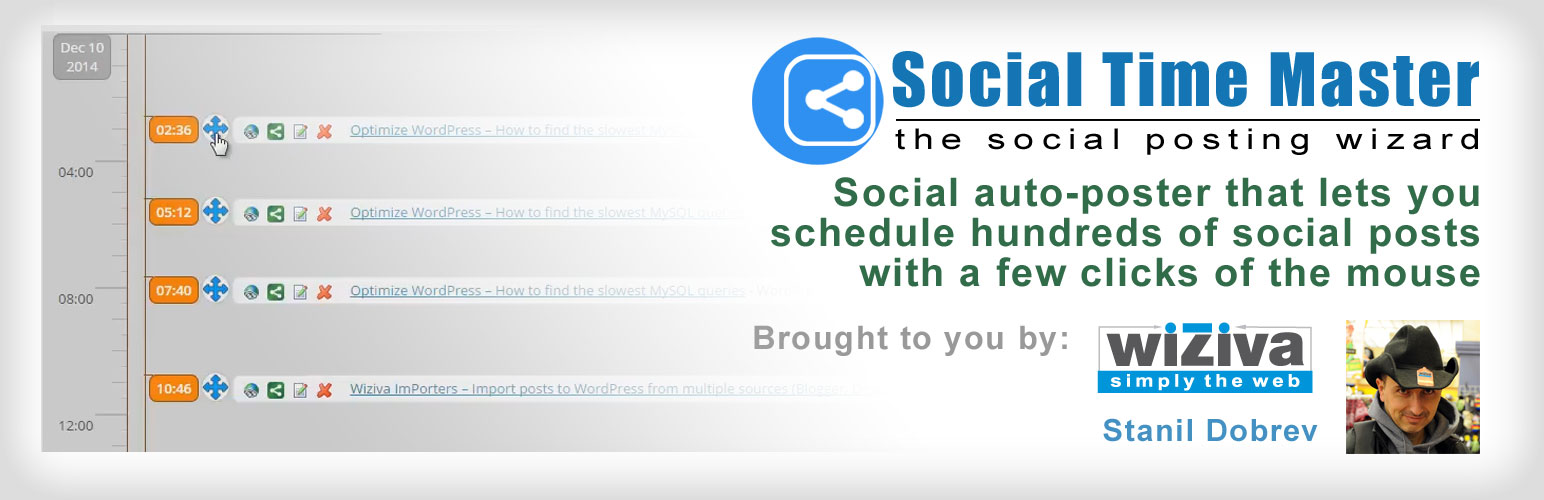 Dec 10
2014
02:36 Optimize WordPress – How to find the slowest MySQL
04:00
05:12 Optimize WordPress – How to find the slowest MySQL
07:40 Optimize WordPress – How to find the slowest MySQL queries -
08:00
10:46 Wiziva ImPorters – Import posts to WordPress from multiple sources (Blogger,
12:00
Social Time Master
the social posting wizard
Social auto-poster that lets you
schedule hundreds of social posts
with a few clicks of the mouse
Brought to you by:
wiziva
simply the web
Stanil Dobrev